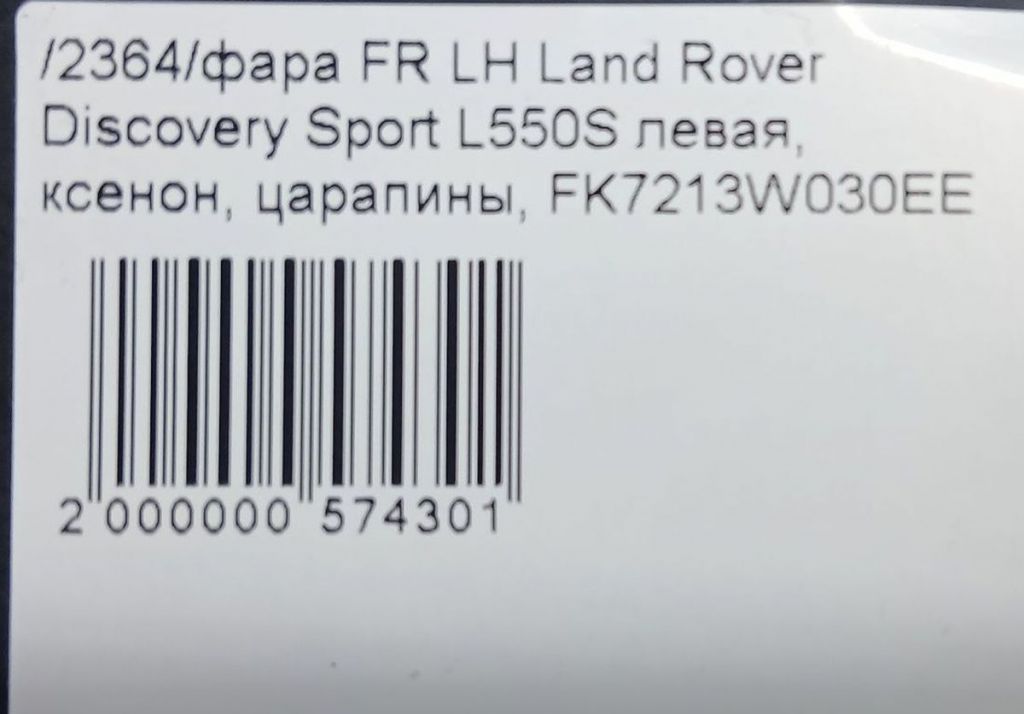 /2364/фара FR LH Land Rover
Discovery Sport L550S левая,
ксенон, царапины, FK7213W030EE
2 000000 574301